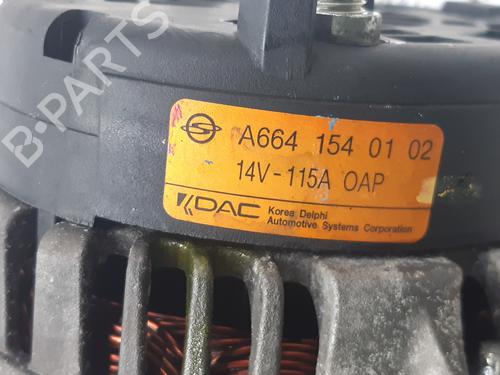 B-PARTS
A664 154 01 02
14V-115A OAP
KDAC Korea Delphi
Automotive Systems Corporation